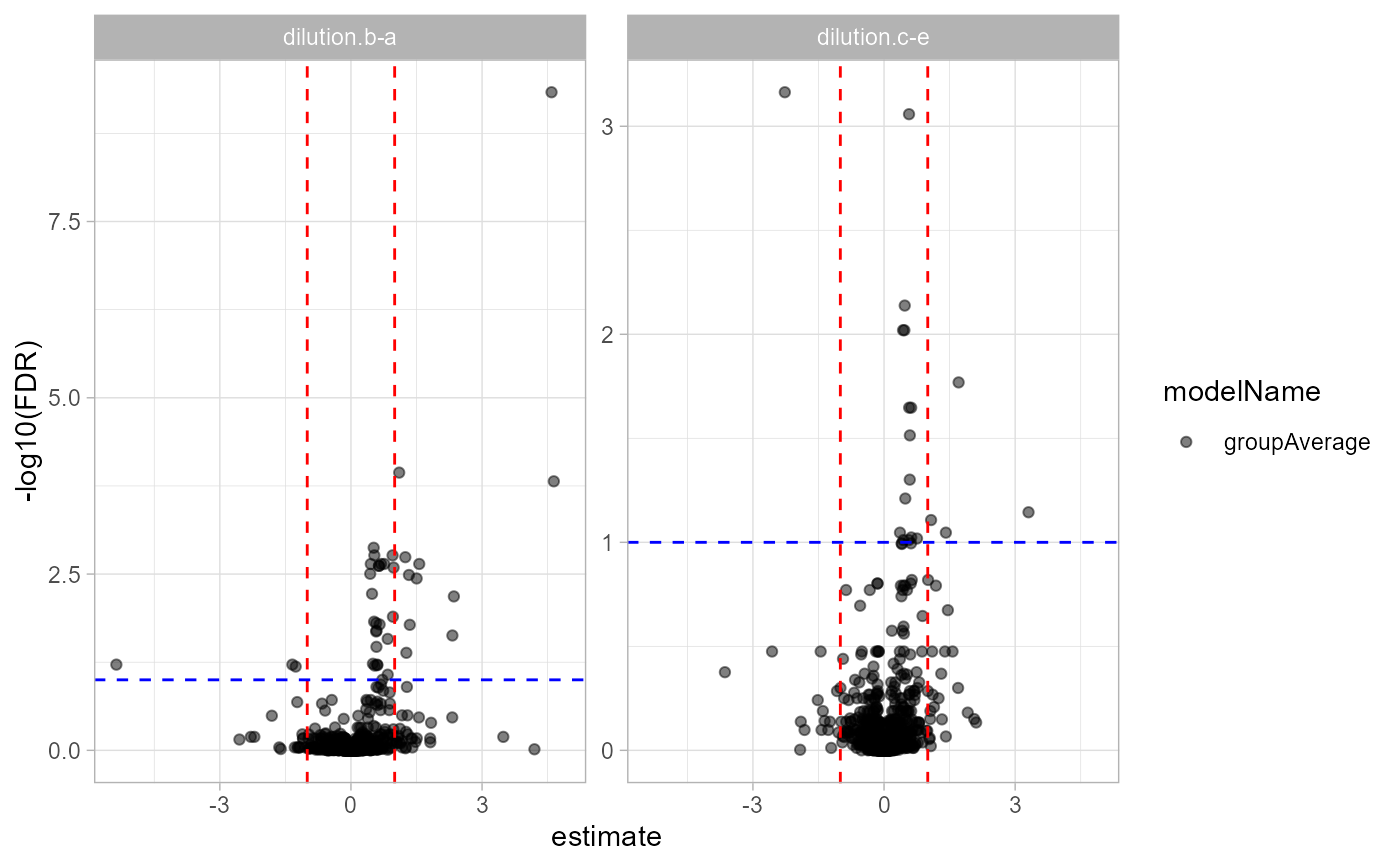 dilution.b-a
dilution.c-e
-log10(FDR)
7.5
5.0
2.5
0.0
3
2
1
0
-3
0
3
-3
0
3
estimate
modelName
groupAverage